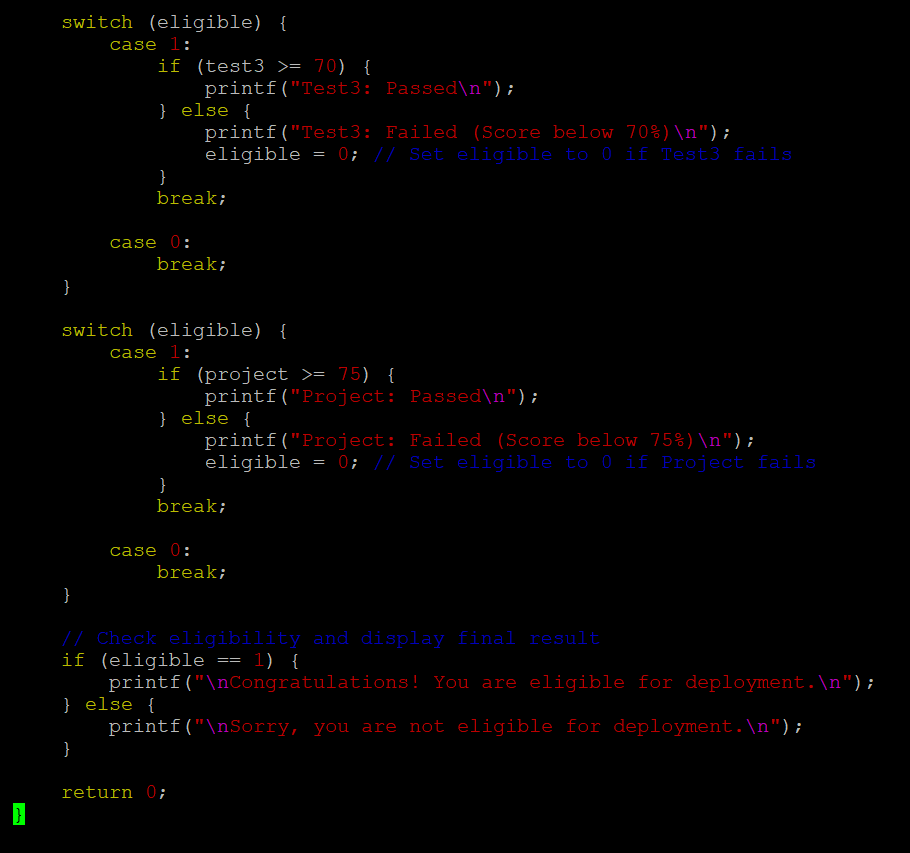 switch (eligible) {
case 1:
if (test3 >= 70) {
printf("Test3: Passed\n");
} else {
printf("Test3: Failed (Score below 70%)\n");
eligible = 0; // Set eligible to 0 if Test3 fails
}
break;
case 0:
break;
}
switch (eligible) {
case 1:
if (project >= 75) {
printf("Project: Passed\n");
} else {
printf("Project: Failed (Score below 75%)\n");
eligible = 0; // Set eligible to 0 if Project fails
}
break;
case 0:
break;
}
// Check eligibility and display final result
if (eligible == 1) {
printf("\nCongratulations! You are eligible for deployment.\n");
} else {
printf("\nSorry, you are not eligible for deployment.\n");
}
return 0;
}